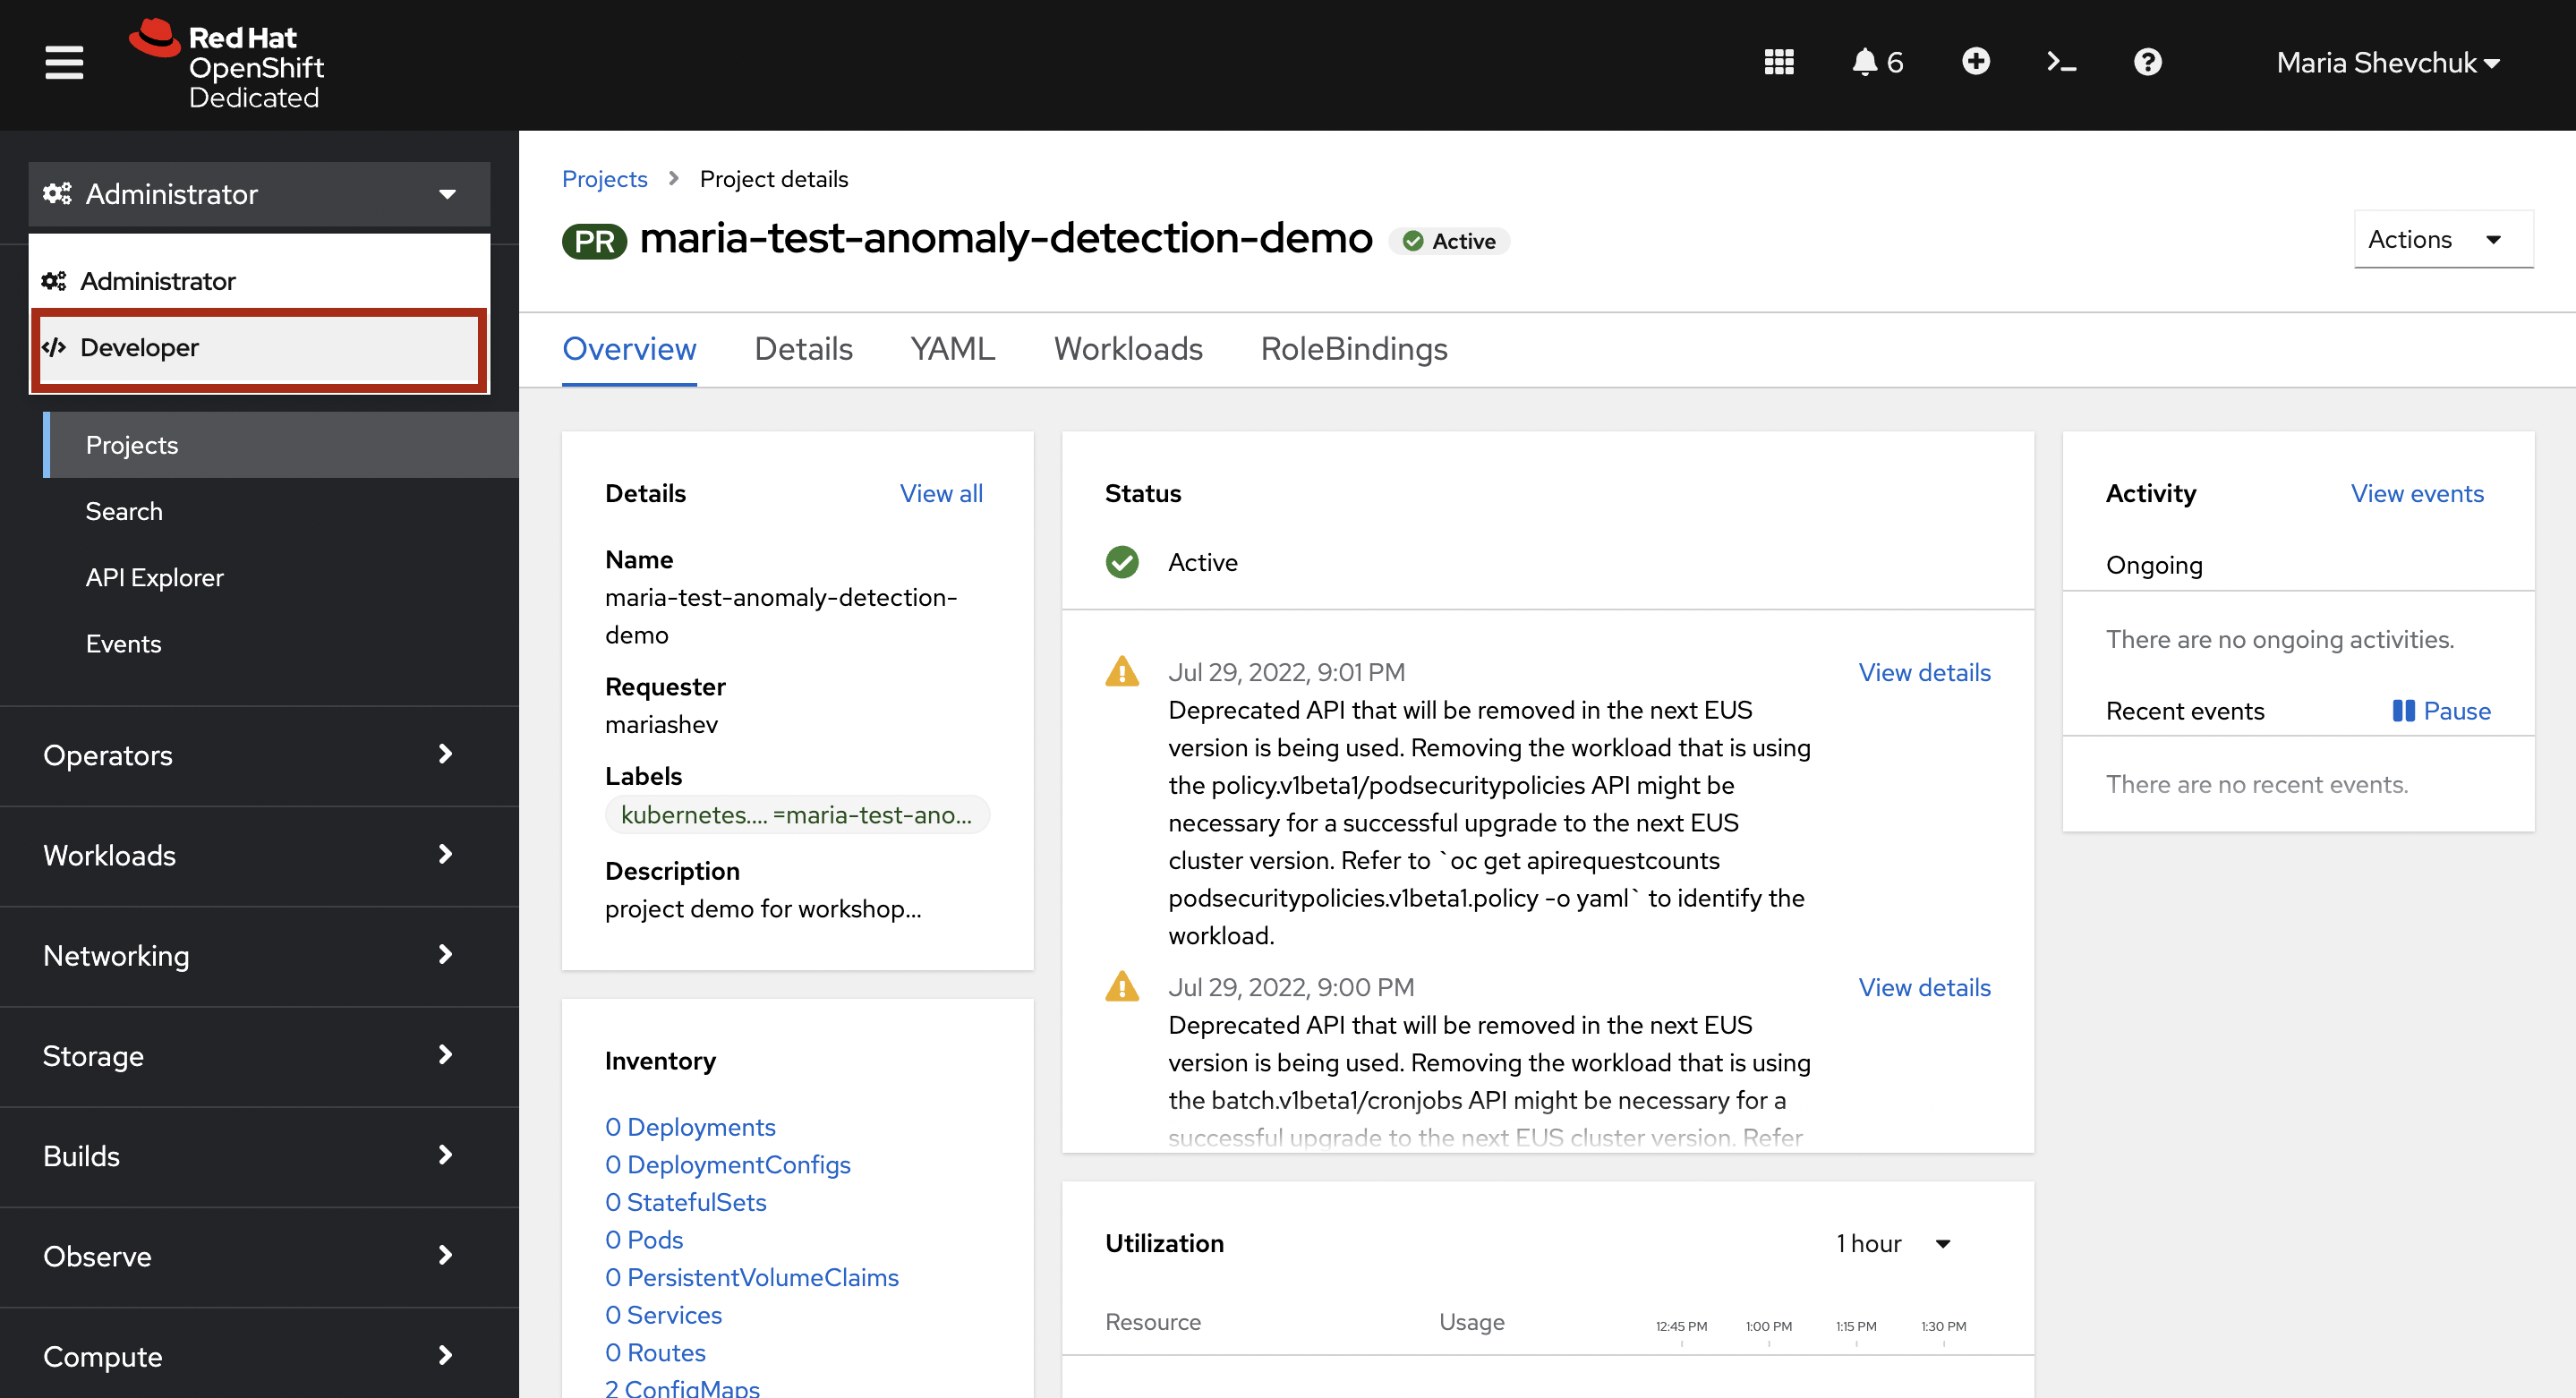 Red Hat
OpenShift
Dedicated
6
Maria Shevchuk
Administrator
Administrator
Developer
Projects
Search
API Explorer
Events
Operators
Workloads
Networking
Storage
Builds
Observe
Compute
Projects > Project details
PR maria-test-anomaly-detection-demo Active
Actions
Overview Details YAML Workloads RoleBindings
Details View all
Name
maria-test-anomaly-detection-
demo
Requester
mariashev
Labels
kubernetes.... =maria-test-ano...
Description
project demo for workshop...
Inventory
0 Deployments
0 DeploymentConfigs
0 StatefulSets
0 Pods
0 PersistentVolumeClaims
0 Services
0 Routes
2 ConfigMaps
Status
Active
Jul 29, 2022, 9:01 PM View details
Deprecated API that will be removed in the next EUS
version is being used. Removing the workload that is using
the policy.v1beta1/podsecuritypolicies API might be
necessary for a successful upgrade to the next EUS
cluster version. Refer to `oc get apirequestcounts
podsecuritypolicies.v1beta1.policy -o yaml` to identify the
workload.
Jul 29, 2022, 9:00 PM View details
Deprecated API that will be removed in the next EUS
version is being used. Removing the workload that is using
the batch.v1beta1/cronjobs API might be necessary for a
successful upgrade to the next EUS cluster version. Refer
Utilization 1 hour
Resource Usage 12:45 PM 1:00 PM 1:15 PM 1:30 PM
Activity View events
Ongoing
There are no ongoing activities.
Recent events Pause
There are no recent events.